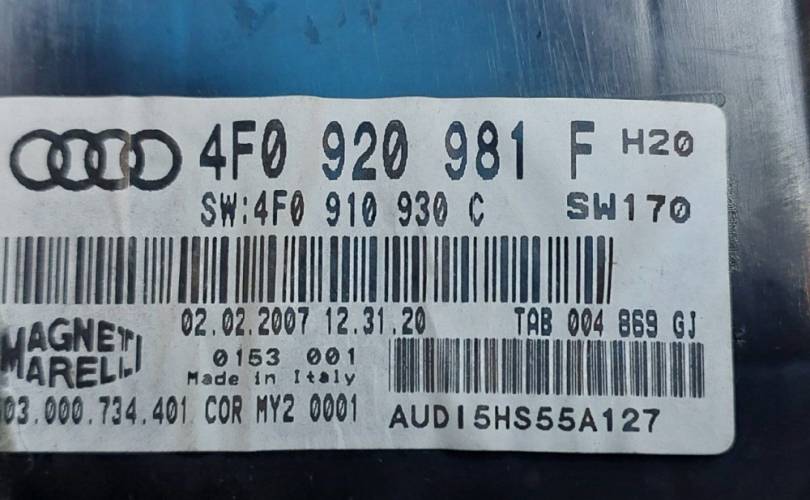 4F0 920 981 F H20
SW:4F0 910 930 C SW170
02.02.2007 12.31.20 TAB 004 869 GJ
MAGNETI
MARELLI
0153 001
Made in Italy
03.000.734.401 COR MY2 0001
AUDI5HS55A127